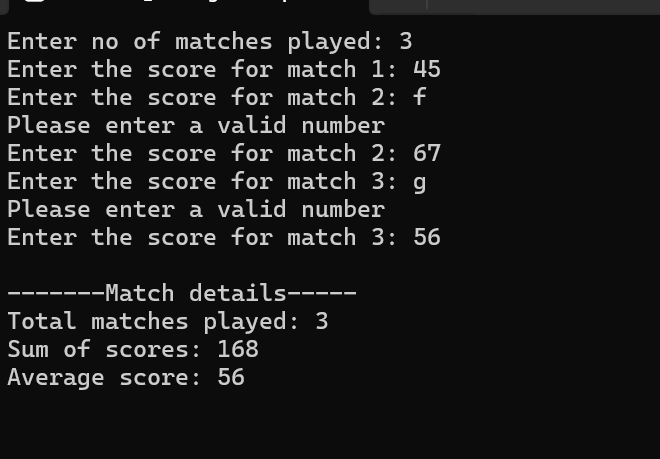 Enter no of matches played: 3
Enter the score for match 1: 45
Enter the score for match 2: f
Please enter a valid number
Enter the score for match 2: 67
Enter the score for match 3: g
Please enter a valid number
Enter the score for match 3: 56
-------Match details-----
Total matches played: 3
Sum of scores: 168
Average score: 56